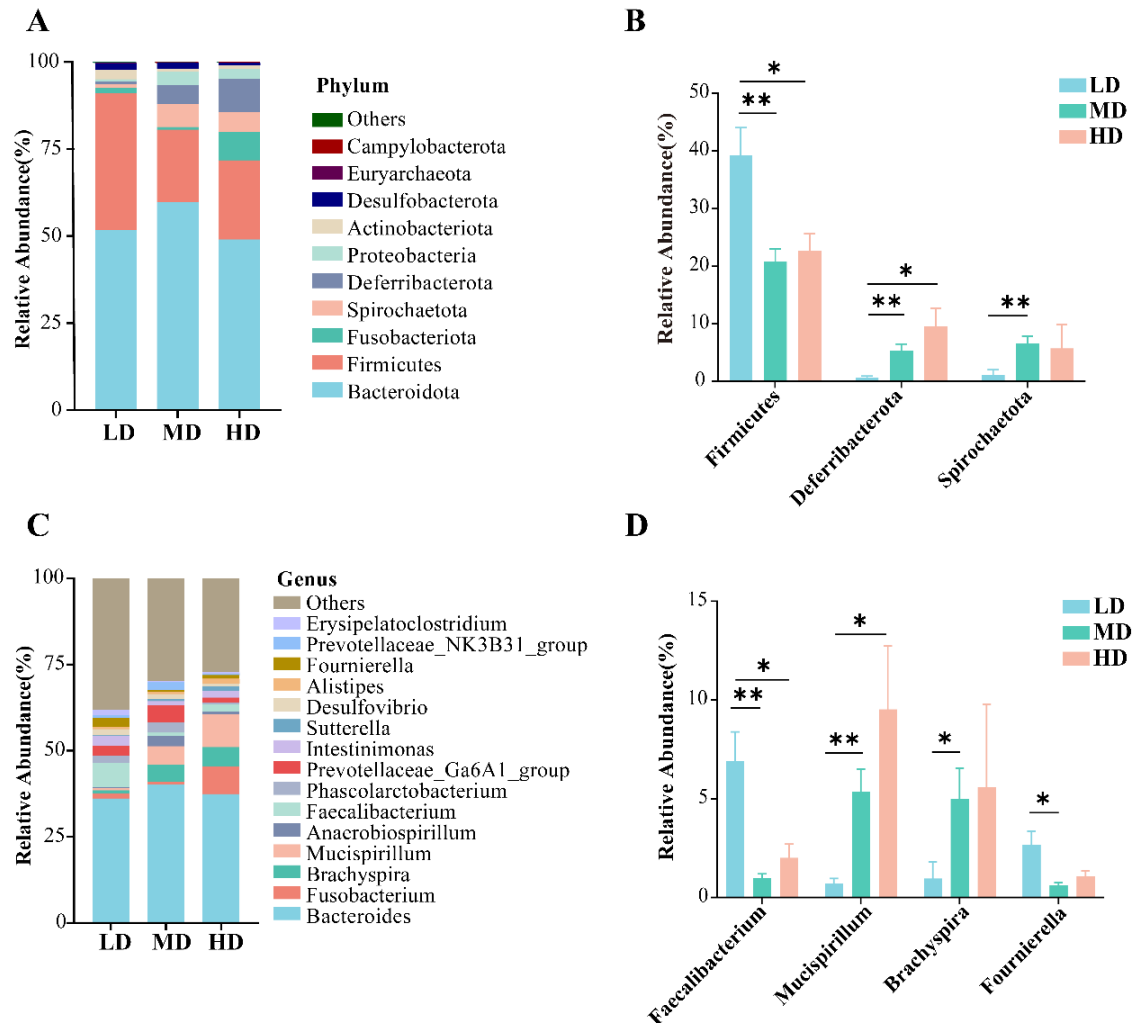 A
Relative Abundance(%)
100
75
50
25
0
LD MD HD
Phylum
Others
Campylobacterota
Euryarchaeota
Desulfobacterota
Actinobacteriota
Proteobacteria
Deferribacterota
Spirochaetota
Fusobacteriota
Firmicutes
Bacteroidota
B
Relative Abundance(%)
50
40
30
20
10
0
* 
**
*
**
**
LD
MD
HD
Firmicutes
Deferribacterota
Spirochaetota
C
Relative Abundance(%)
100
75
50
25
0
LD MD HD
Genus
Others
Erysipelatoclostridium
Prevotellaceae_NK3B31_group
Fournierella
Alistipes
Desulfovibrio
Sutterella
Intestinimonas
Prevotellaceae_Ga6A1_group
Phascolarctobacterium
Faecalibacterium
Anaerobiospirillum
Mucispirillum
Brachyspira
Fusobacterium
Bacteroides
D
Relative Abundance(%)
15
10
5
0
*
**
*
**
*
*
LD
MD
HD
Faecalibacterium
Mucispirillum
Brachyspira
Fournierella